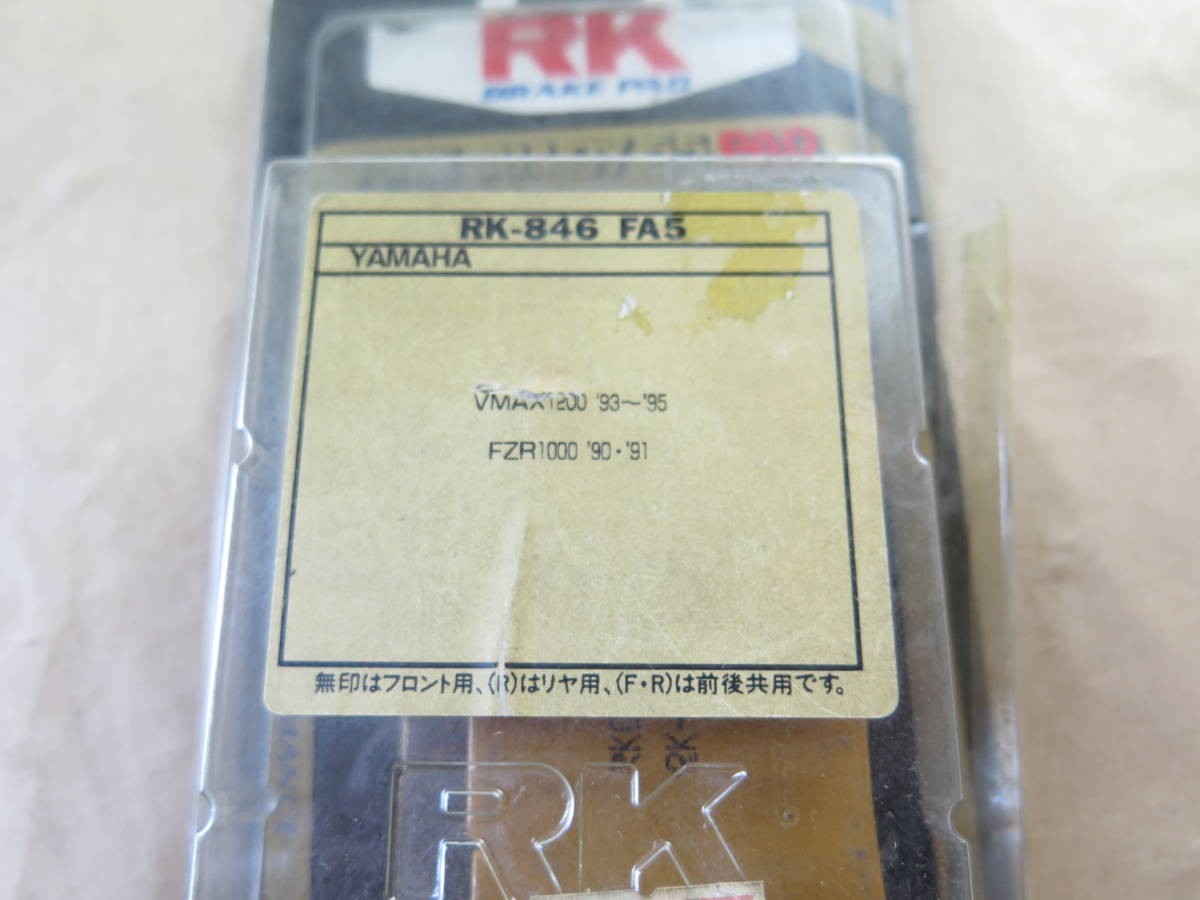 RK
BRAKE PAD
PAD
RK-846 FA5
YAMAHA
VMAX1200 '93～'95
FZR1000 '90・'91
無印はフロント用、(R)はリヤ用、(F・R)は前後共用です。
RK